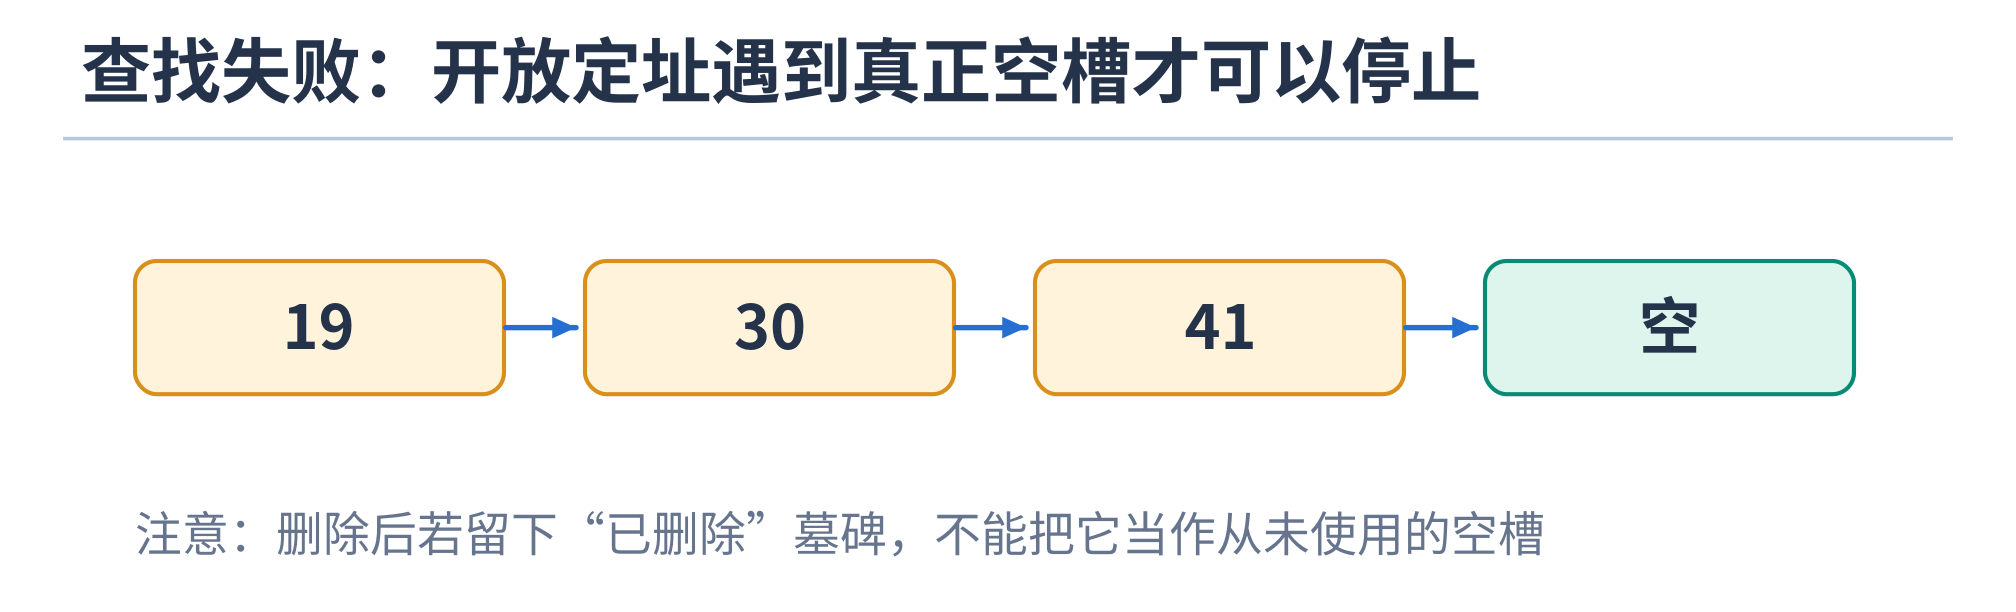 查找失败：开放定址遇到真正空槽才可以停止
19
30
41
空
注意：删除后若留下“已删除”墓碑，不能把它当作从未使用的空槽